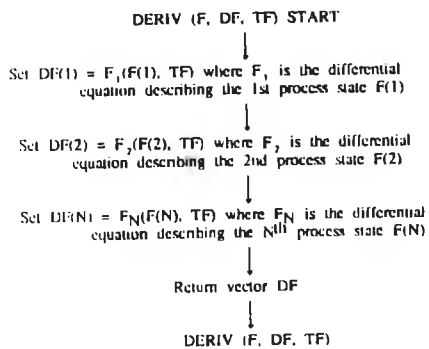 DERIV (F, DF, TF) START
Set DF(1) = F₁(F(1), TF) where F₁ is the differential
equation describing the 1st process state F(1)
Set DF(2) = F₂(F(2), TF) where F₂ is the differential
equation describing the 2nd process state F(2)
Set DF(N) = F_N(F(N), TF) where F_N is the differential
equation describing the Nth process state F(N)
Return vector DF
DERIV (F, DF, TF)